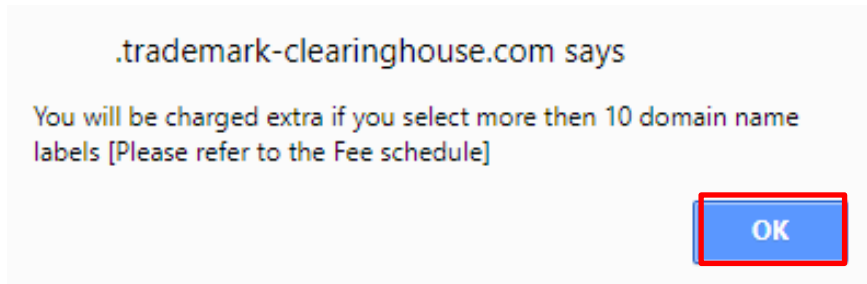 .trademark-clearinghouse.com says
You will be charged extra if you select more then 10 domain name
labels [Please refer to the Fee schedule]
OK